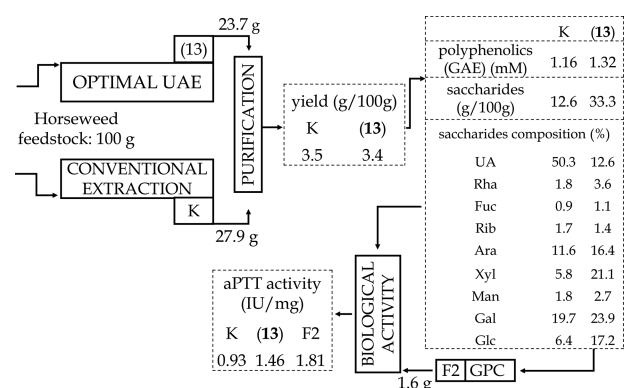 23.7 g
(13)
OPTIMAL UAE
Horseweed
feedstock: 100 g
CONVENTIONAL
EXTRACTION
K
27.9 g
PURIFICATION
yield (g/100g)
K (13)
3.5 3.4
K (13)
polyphenolics
(GAE) (mM) 1.16 1.32
saccharides
(g/100g) 12.6 33.3
saccharides composition (%)
UA 50.3 12.6
Rha 1.8 3.6
Fuc 0.9 1.1
Rib 1.7 1.4
Ara 11.6 16.4
Xyl 5.8 21.1
Man 1.8 2.7
Gal 19.7 23.9
Glc 6.4 17.2
F2 GPC
1.6 g
BIOLOGICAL
ACTIVITY
aPTT activity
(IU/mg)
K (13) F2
0.93 1.46 1.81